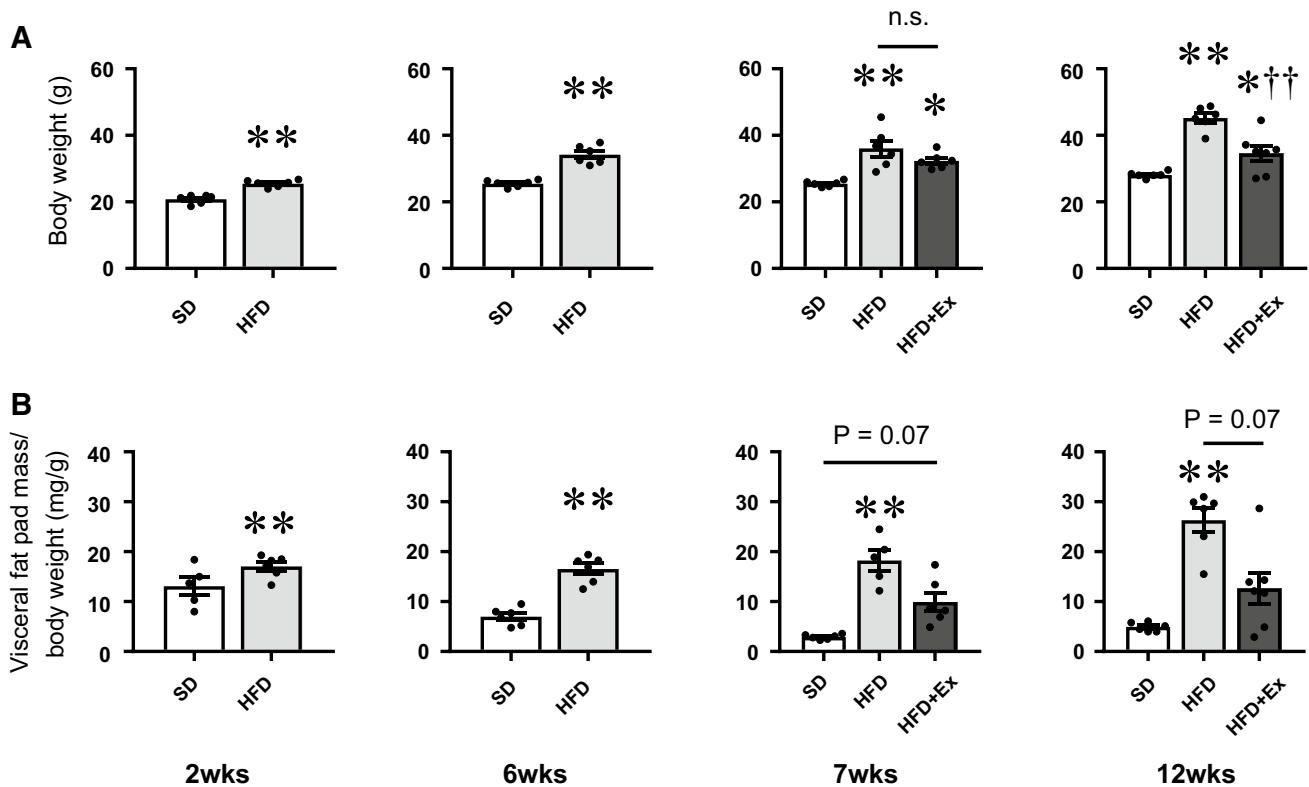 A
n.s.
Body weight (g)
60
40
20
0
**
SD
HFD
60
40
20
0
**
SD
HFD
60
40
20
0
**
*
SD
HFD
HFD+Ex
60
40
20
0
**
*††
SD
HFD
HFD+Ex
B
Visceral fat pad mass/
body weight (mg/g)
40
30
20
10
0
**
SD
HFD
2wks
40
30
20
10
0
**
SD
HFD
6wks
P = 0.07
40
30
20
10
0
**
SD
HFD
HFD+Ex
7wks
P = 0.07
40
30
20
10
0
**
SD
HFD
HFD+Ex
12wks